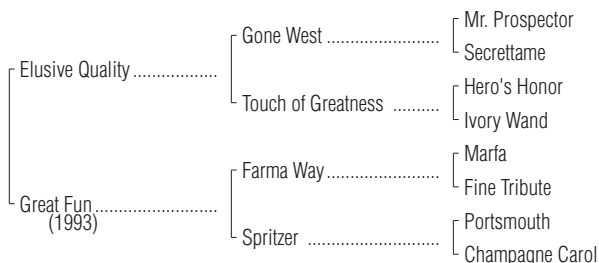 Elusive Quality
Great Fun
(1993)
Gone West
Touch of Greatness
Farma Way
Spritzer
Mr. Prospector
Secrettame
Hero's Honor
Ivory Wand
Marfa
Fine Tribute
Portsmouth
Champagne Carol